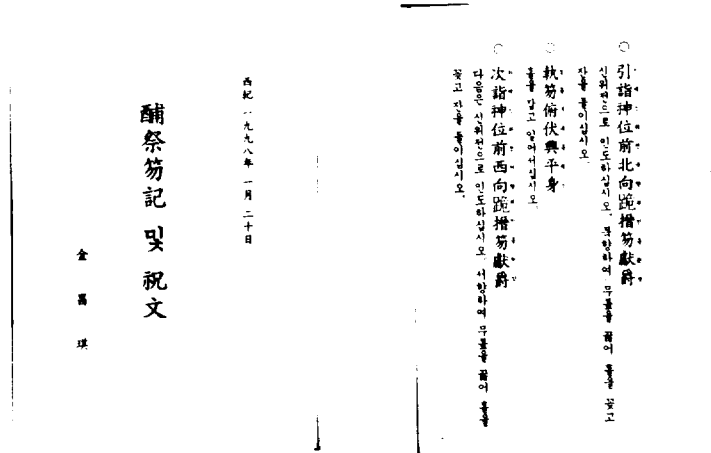 ○ 引詣神位前北向跪搢笏獻爵
신위전으로 인도하십시오. 북향하여 무릎을 꿇어 홀을 꽂고
잔을 들이십시오.
○ 執笏俯伏興平身
홀을 잡고 일어서십시오.
○ 次詣神位前西向跪搢笏獻爵
다음은 신위전으로 인도하십시오. 서향하여 무릎을 꿇어 홀을
꽂고 잔을 들이십시오.
西紀 一九九八年 一月 二十日
酺祭笏記 및 祝文
金 昌 琪